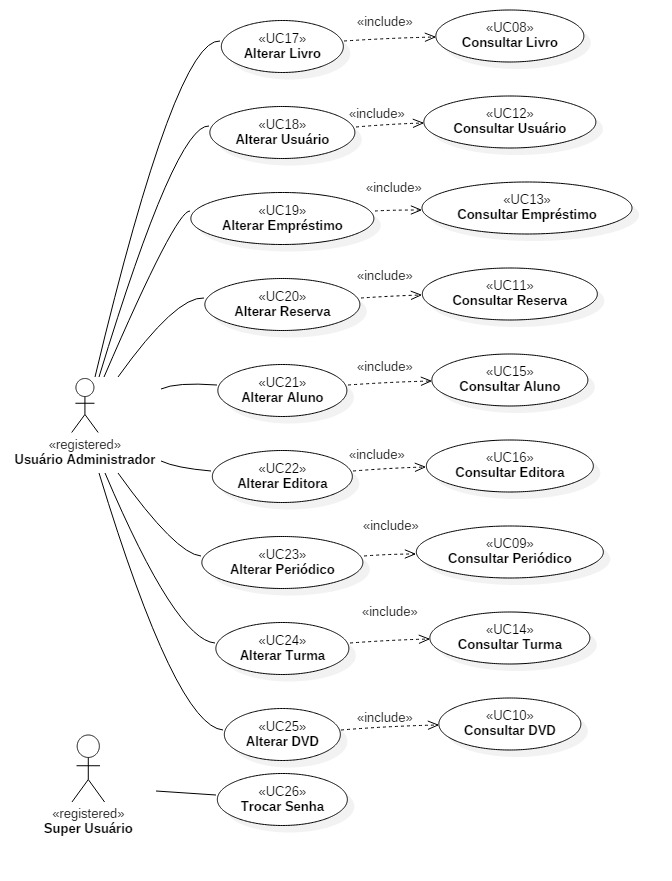 «include»
«UC17»
Alterar Livro
«UC08»
Consultar Livro
«include»
«UC18»
Alterar Usuário
«UC12»
Consultar Usuário
«include»
«UC19»
Alterar Empréstimo
«UC13»
Consultar Empréstimo
«include»
«UC20»
Alterar Reserva
«UC11»
Consultar Reserva
«include»
«UC21»
Alterar Aluno
«UC15»
Consultar Aluno
«registered»
Usuário Administrador
«include»
«UC22»
Alterar Editora
«UC16»
Consultar Editora
«include»
«UC23»
Alterar Periódico
«UC09»
Consultar Periódico
«include»
«UC24»
Alterar Turma
«UC14»
Consultar Turma
«include»
«UC25»
Alterar DVD
«UC10»
Consultar DVD
«UC26»
Trocar Senha
«registered»
Super Usuário